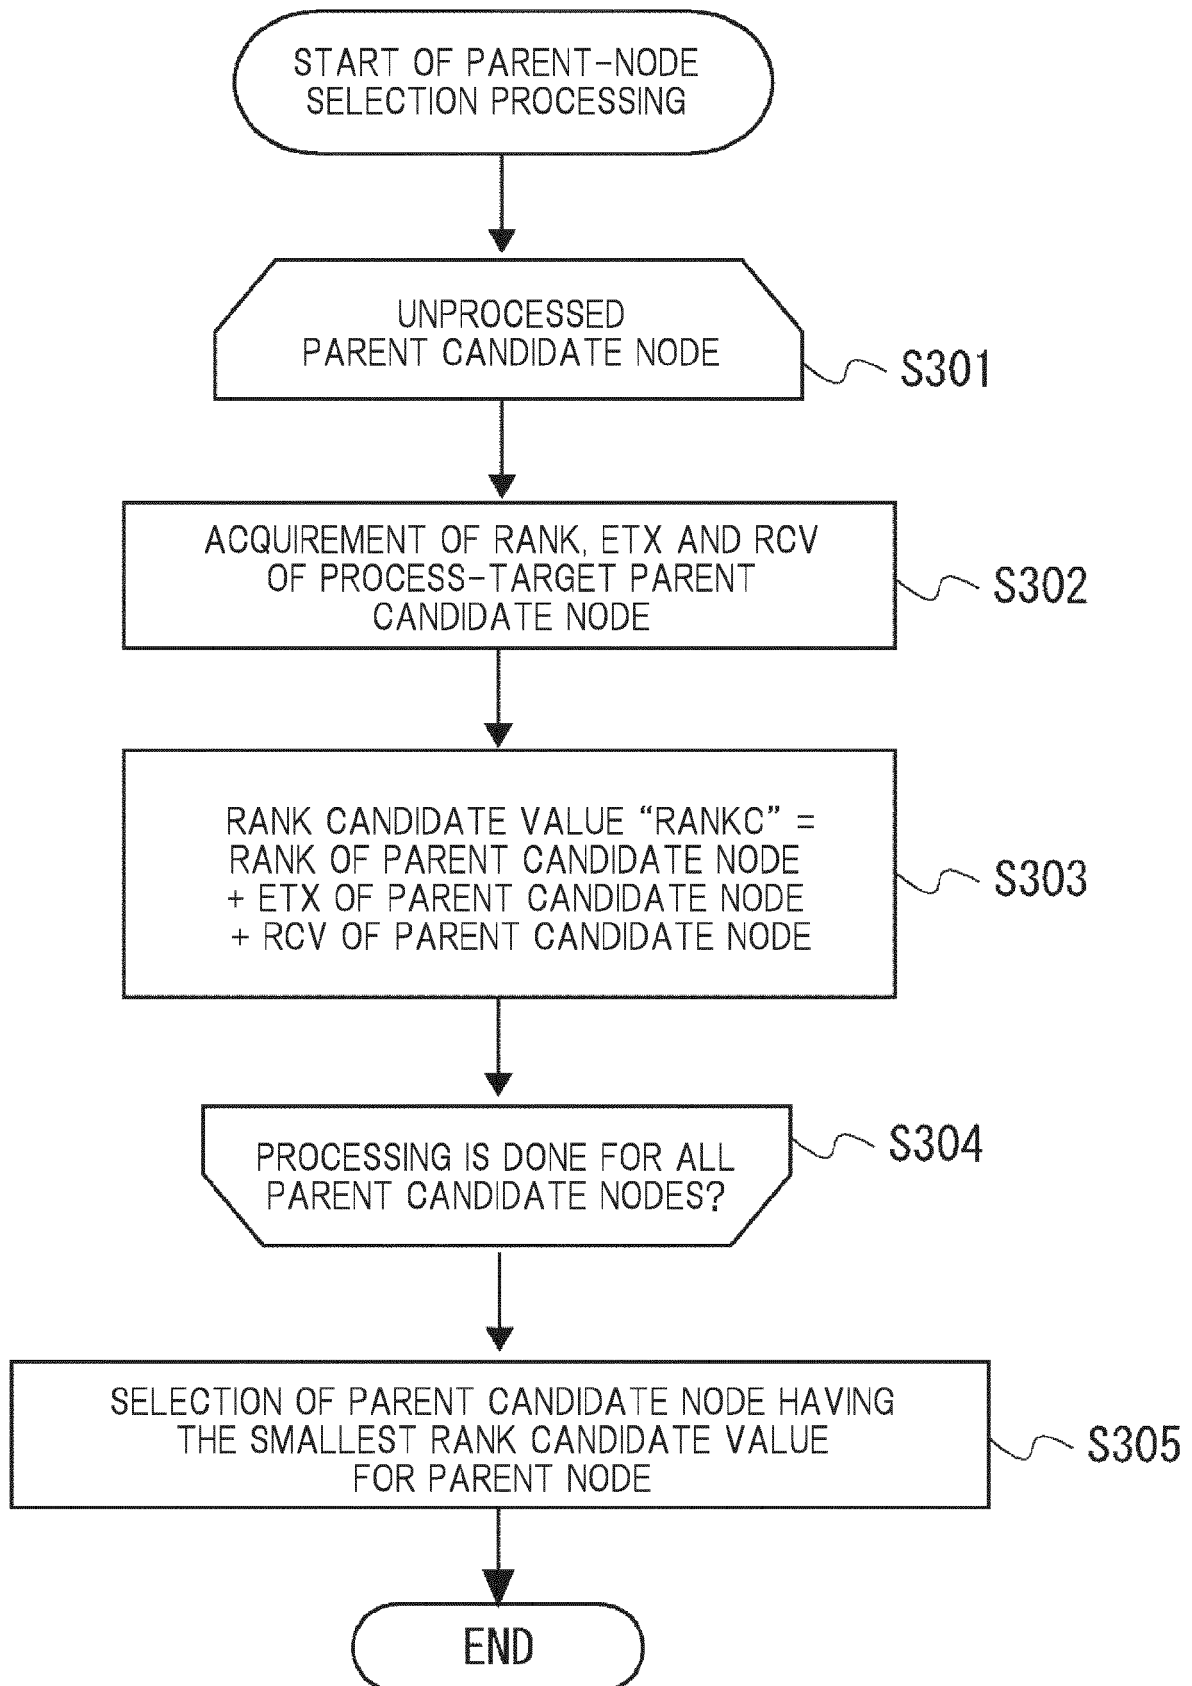 START OF PARENT-NODE
SELECTION PROCESSING
UNPROCESSED
PARENT CANDIDATE NODE
S301
ACQUIREMENT OF RANK, ETX AND RCV
OF PROCESS-TARGET PARENT
CANDIDATE NODE
S302
RANK CANDIDATE VALUE “RANKC” =
RANK OF PARENT CANDIDATE NODE
+ ETX OF PARENT CANDIDATE NODE
+ RCV OF PARENT CANDIDATE NODE
S303
PROCESSING IS DONE FOR ALL
PARENT CANDIDATE NODES?
S304
SELECTION OF PARENT CANDIDATE NODE HAVING
THE SMALLEST RANK CANDIDATE VALUE
FOR PARENT NODE
S305
END